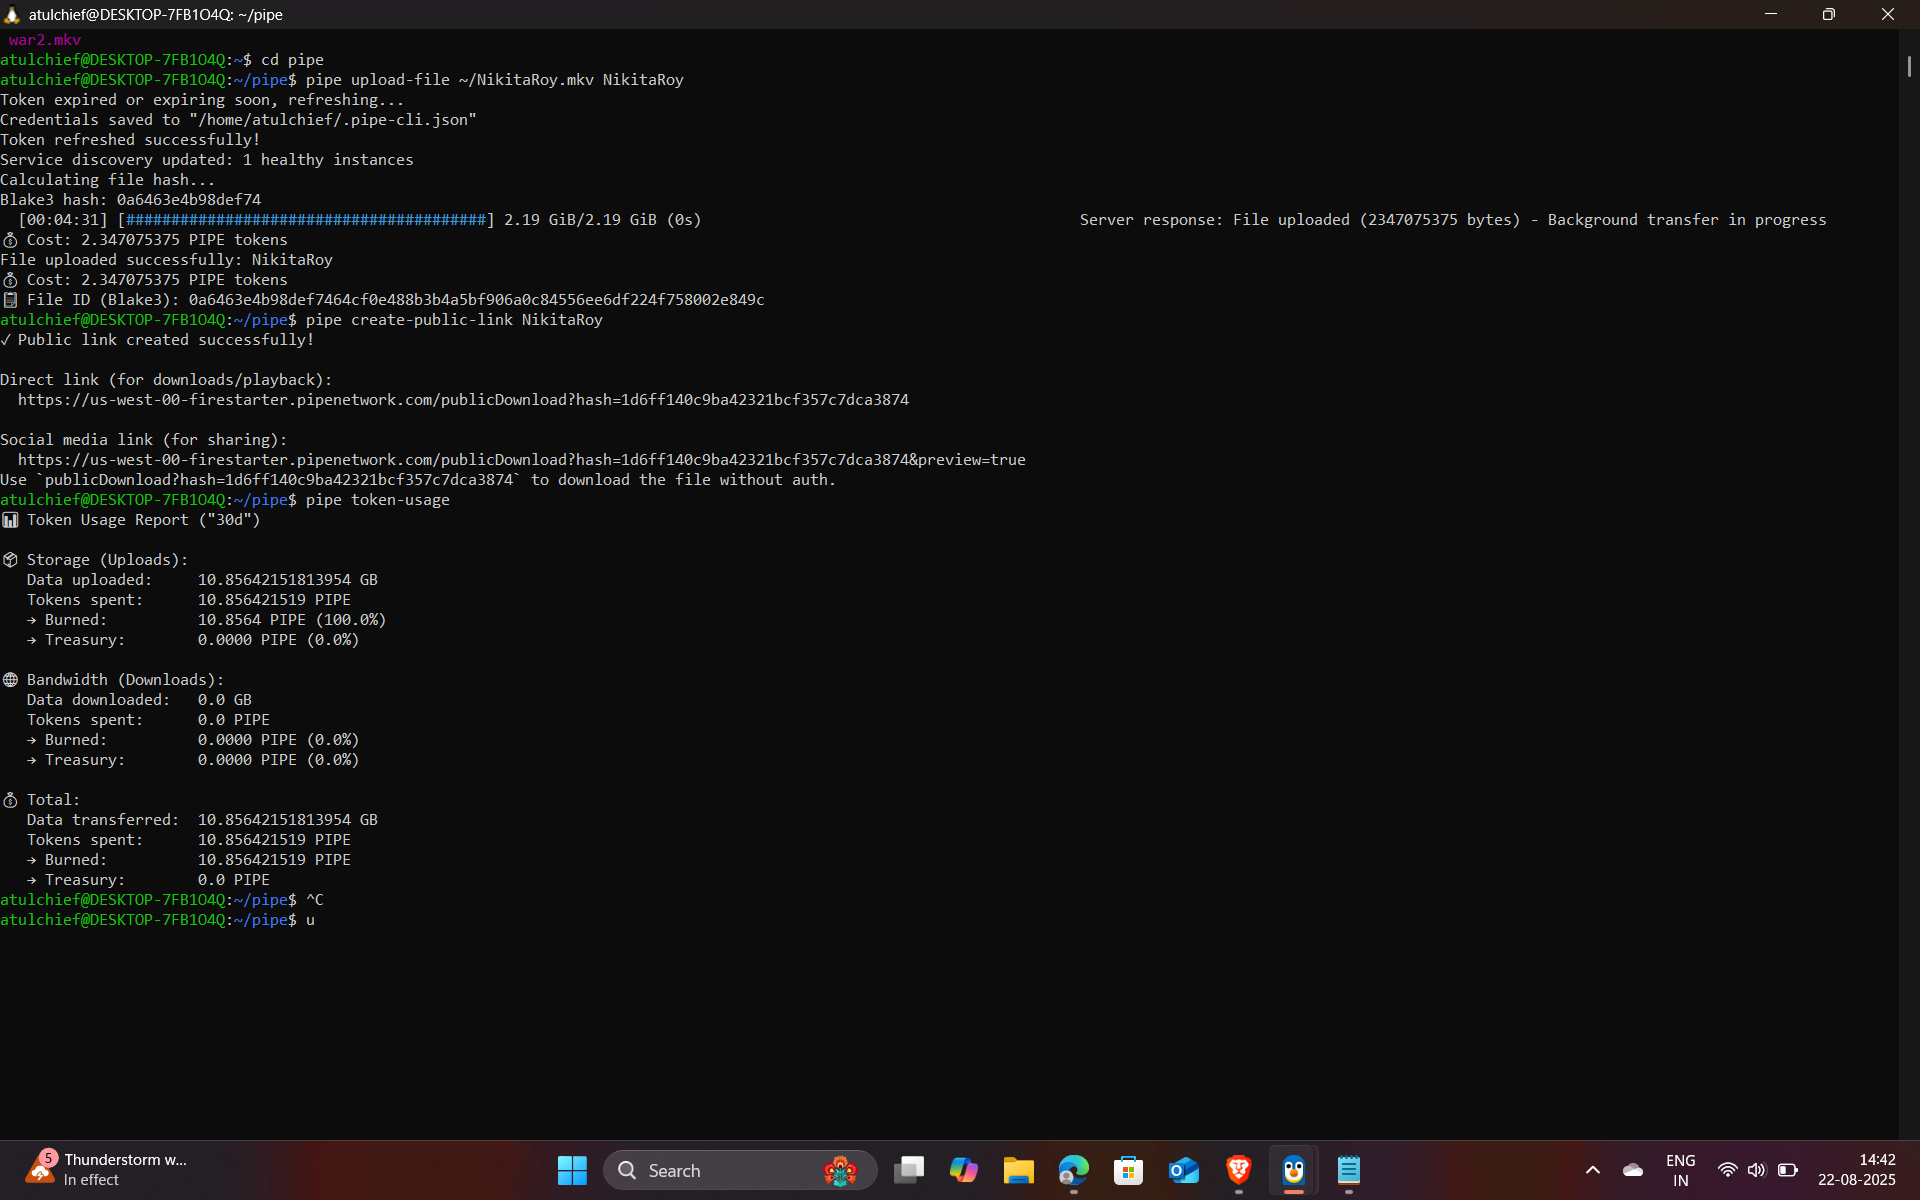 atulchief@DESKTOP-7FB1O4Q: ~/pipe
war2.mkv
atulchief@DESKTOP-7FB1O4Q:~$ cd pipe
atulchief@DESKTOP-7FB1O4Q:~/pipe$ pipe upload-file ~/NikitaRoy.mkv NikitaRoy
Token expired or expiring soon, refreshing...
Credentials saved to "/home/atulchief/.pipe-cli.json"
Token refreshed successfully!
Service discovery updated: 1 healthy instances
Calculating file hash...
Blake3 hash: 0a6463e4b98def74
[00:04:31] [########################################] 2.19 GiB/2.19 GiB (0s) Server response: File uploaded (2347075375 bytes) - Background transfer in progress
💰 Cost: 2.347075375 PIPE tokens
File uploaded successfully: NikitaRoy
💰 Cost: 2.347075375 PIPE tokens
📋 File ID (Blake3): 0a6463e4b98def7464cf0e488b3b4a5bf906a0c84556ee6df224f758002e849c
atulchief@DESKTOP-7FB1O4Q:~/pipe$ pipe create-public-link NikitaRoy
✓ Public link created successfully!
Direct link (for downloads/playback):
https://us-west-00-firestarter.pipenetwork.com/publicDownload?hash=1d6ff140c9ba42321bcf357c7dca3874
Social media link (for sharing):
https://us-west-00-firestarter.pipenetwork.com/publicDownload?hash=1d6ff140c9ba42321bcf357c7dca3874&preview=true
Use `publicDownload?hash=1d6ff140c9ba42321bcf357c7dca3874` to download the file without auth.
atulchief@DESKTOP-7FB1O4Q:~/pipe$ pipe token-usage
📊 Token Usage Report ("30d")
📦 Storage (Uploads):
Data uploaded: 10.85642151813954 GB
Tokens spent: 10.856421519 PIPE
→ Burned: 10.8564 PIPE (100.0%)
→ Treasury: 0.0000 PIPE (0.0%)
🌐 Bandwidth (Downloads):
Data downloaded: 0.0 GB
Tokens spent: 0.0 PIPE
→ Burned: 0.0000 PIPE (0.0%)
→ Treasury: 0.0000 PIPE (0.0%)
💰 Total:
Data transferred: 10.85642151813954 GB
Tokens spent: 10.856421519 PIPE
→ Burned: 10.856421519 PIPE
→ Treasury: 0.0 PIPE
atulchief@DESKTOP-7FB1O4Q:~/pipe$ ^C
atulchief@DESKTOP-7FB1O4Q:~/pipe$ u
5
Thunderstorm w...
In effect
Search
ENG
IN
14:42
22-08-2025